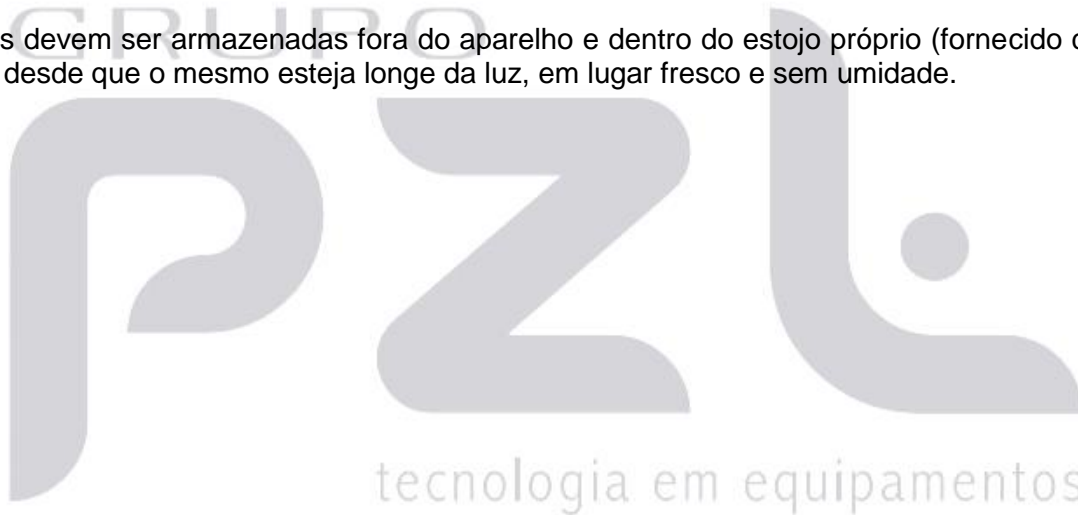 GRUPO
s devem ser armazenadas fora do aparelho e dentro do estojo próprio (fornecido
desde que o mesmo esteja longe da luz, em lugar fresco e sem umidade.
pzl
tecnologia em equipamentos